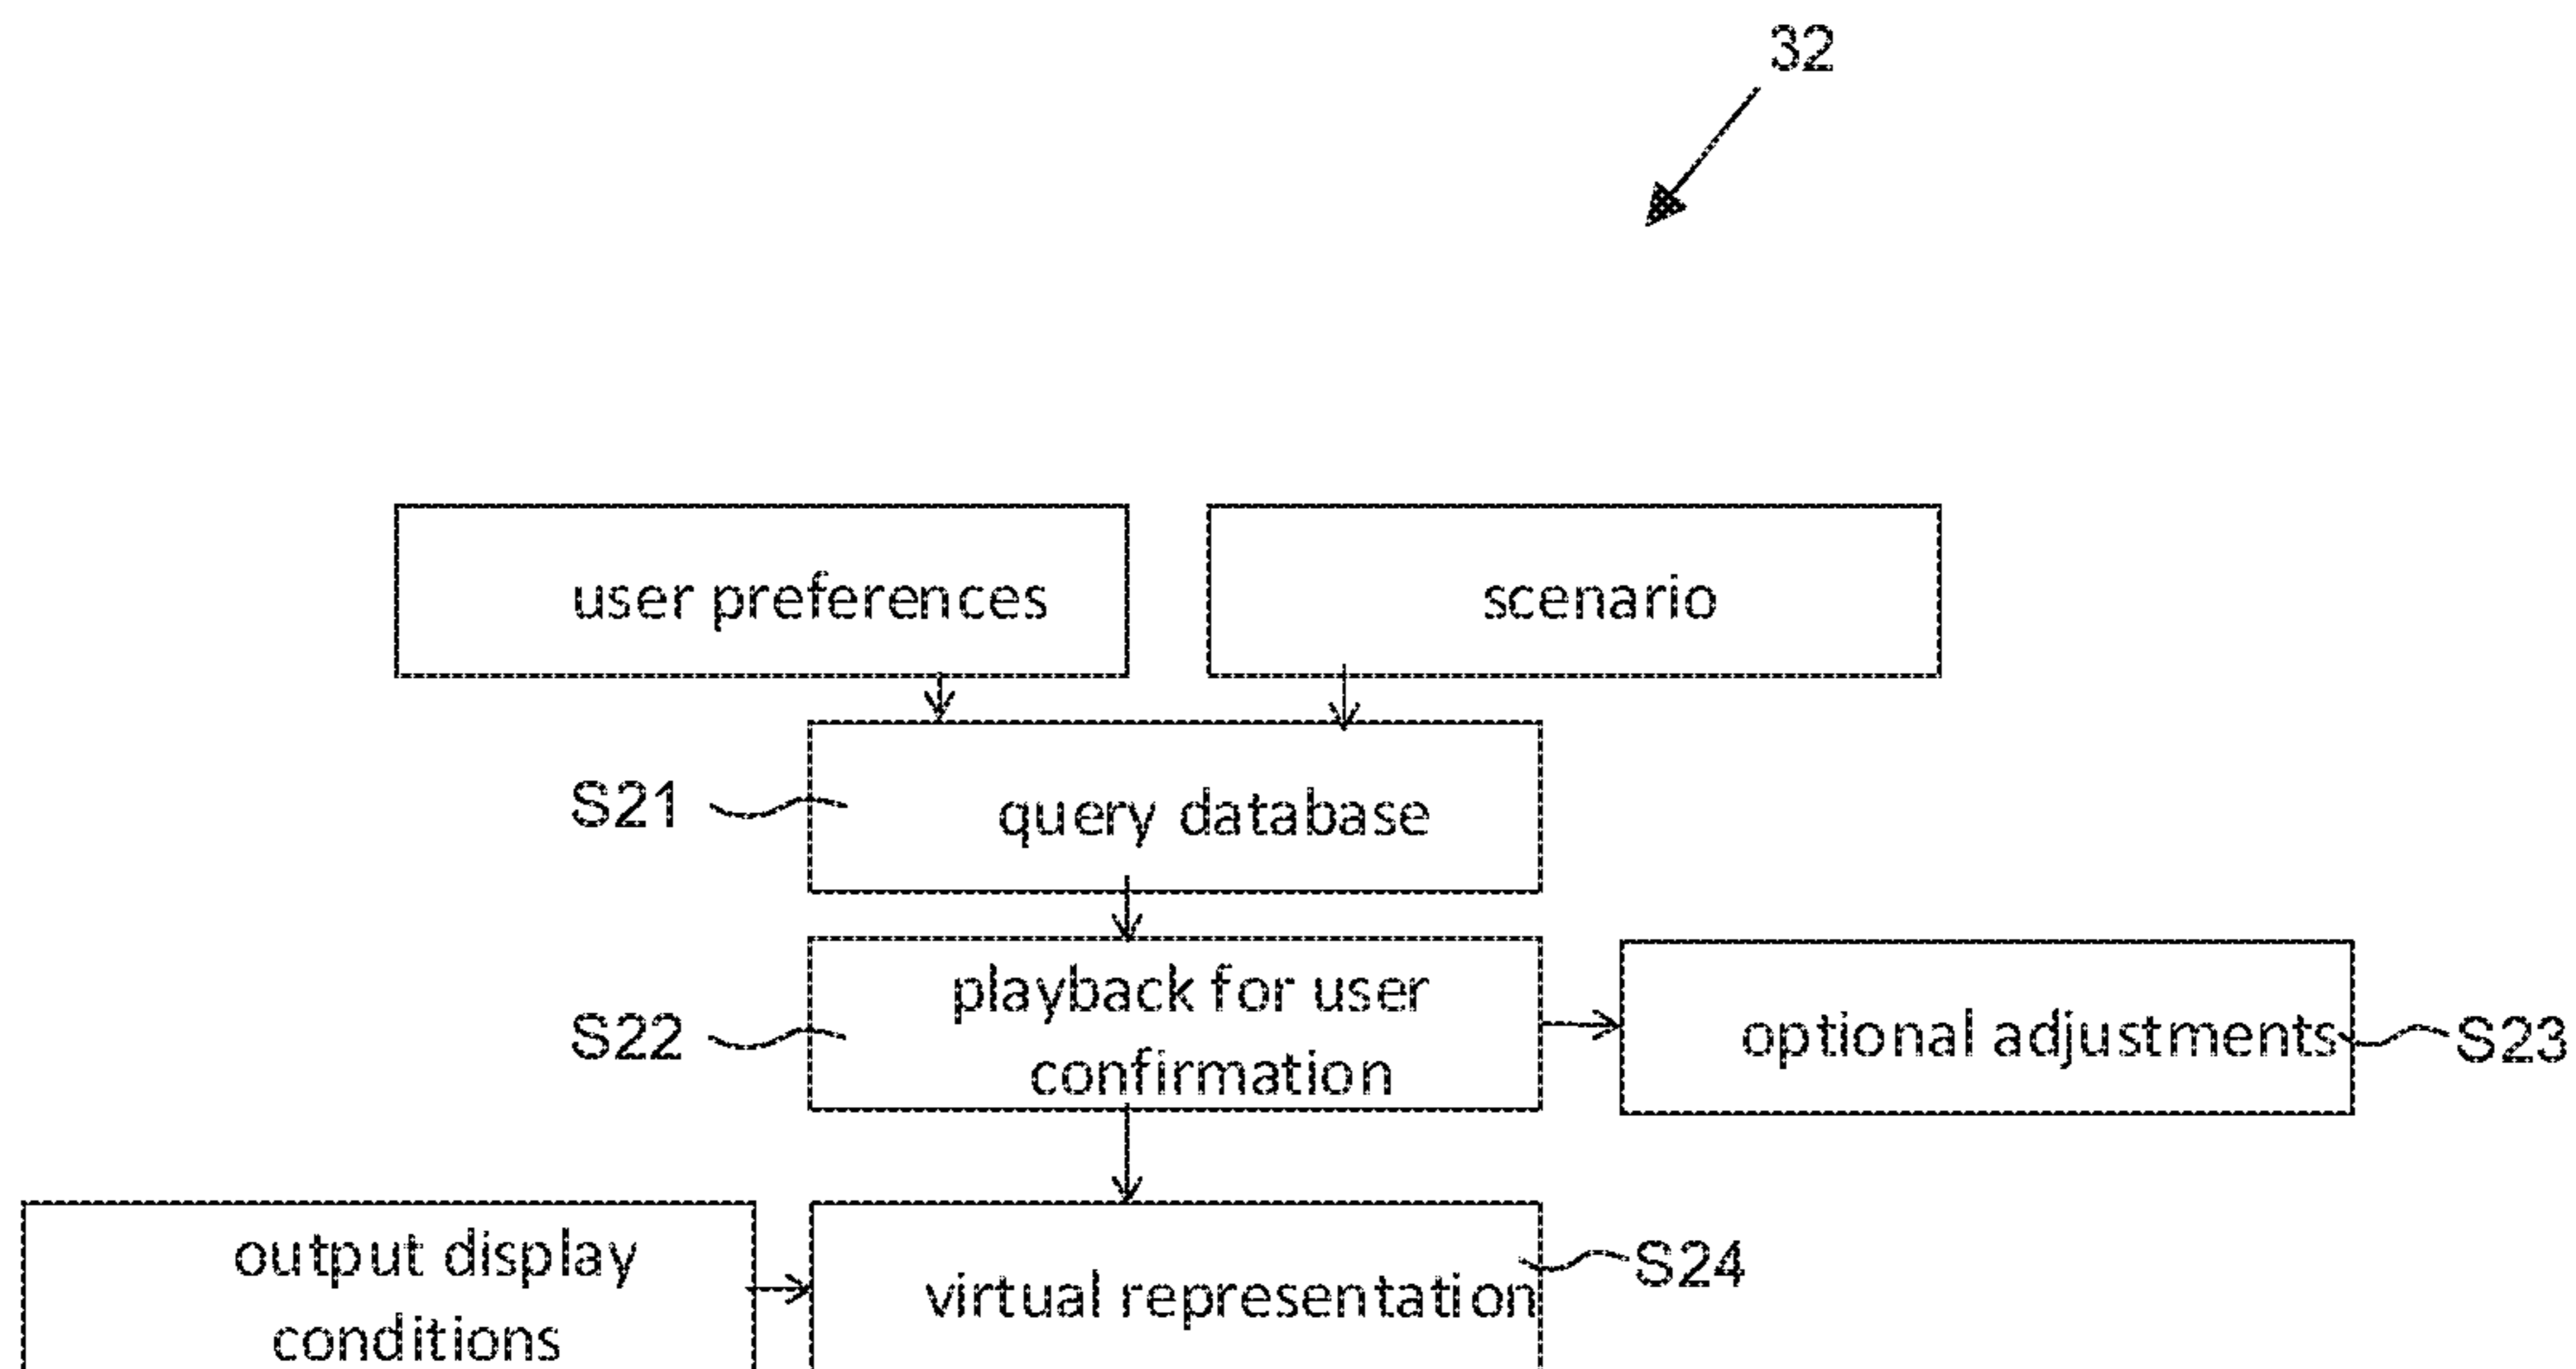 32
user preferences
scenario
S21
query database
S22
playback for user
confirmation
optional adjustments
S23
output display
conditions
virtual representation
S24